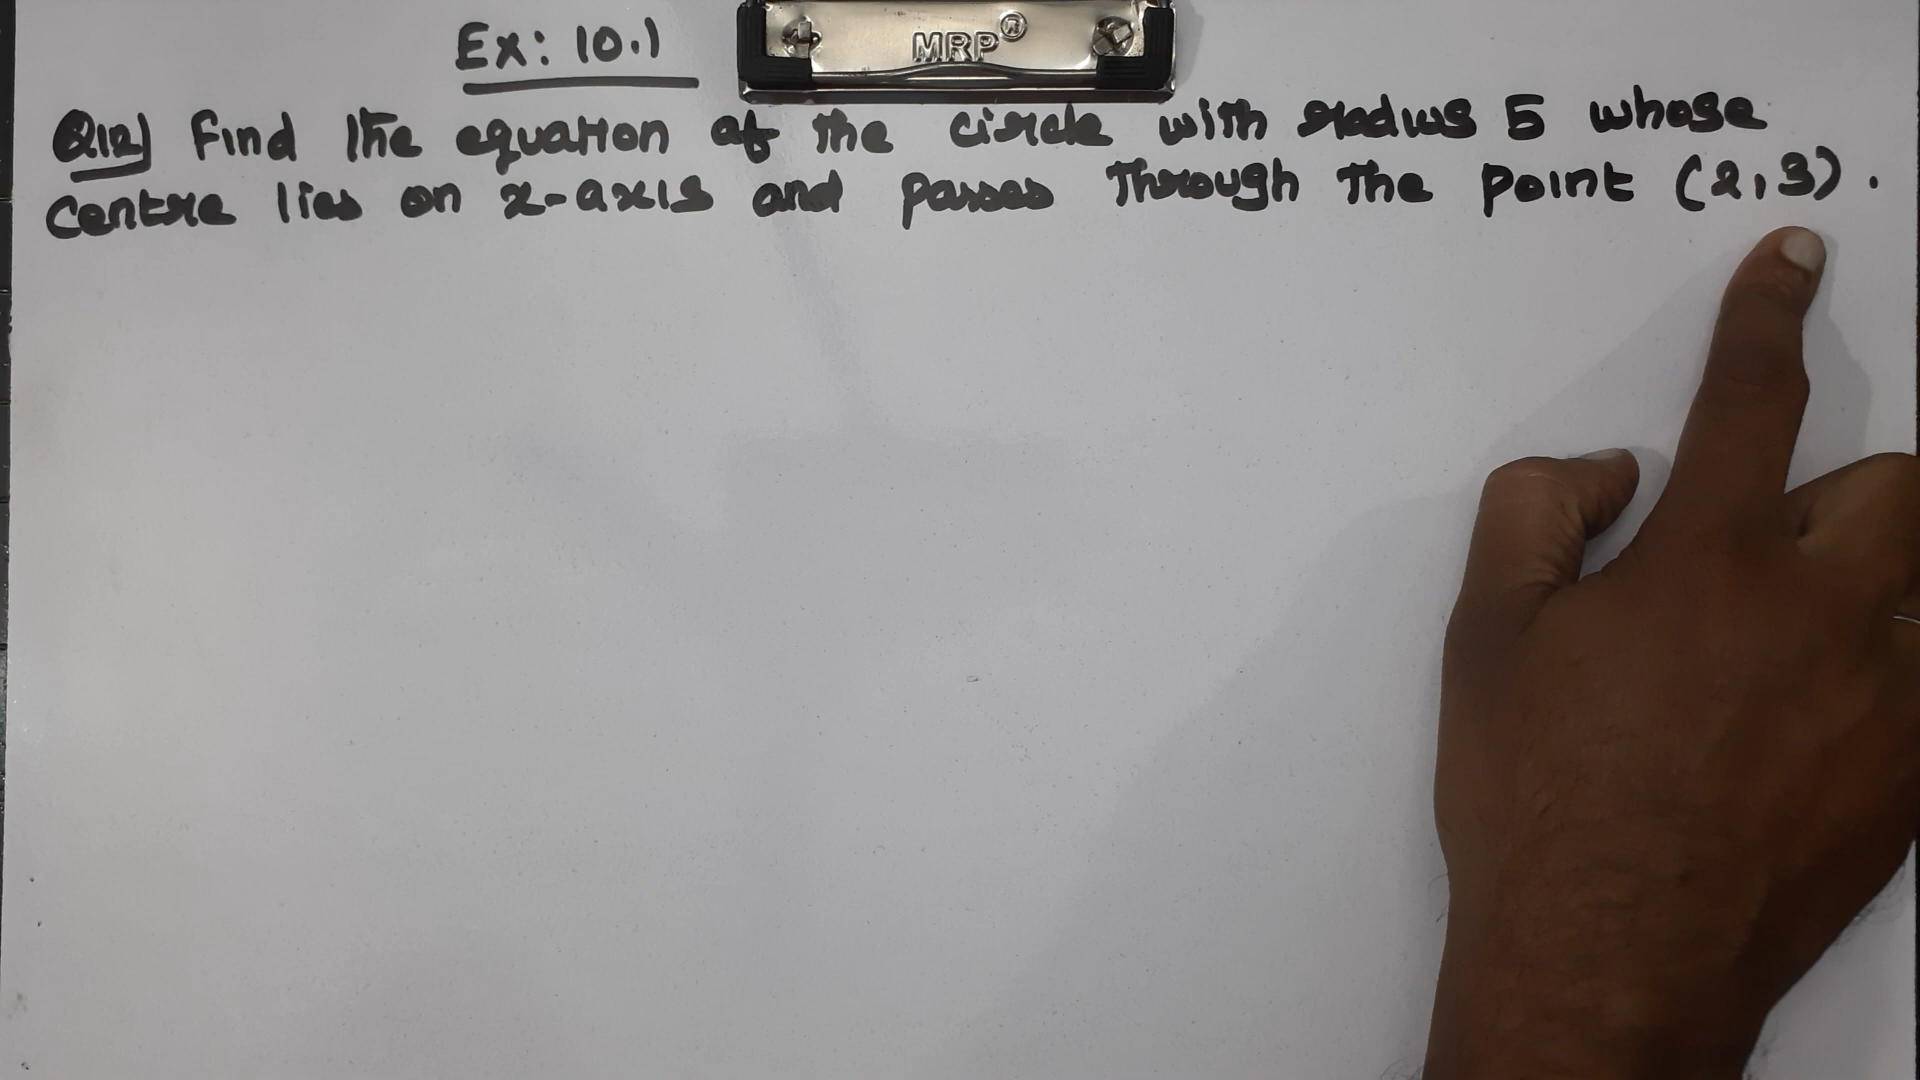 Ex: 10.1
MRP®
Q12) Find the equation of the circle with radius 5 whose
centre lies on x-axis and passes through the point (2,3).